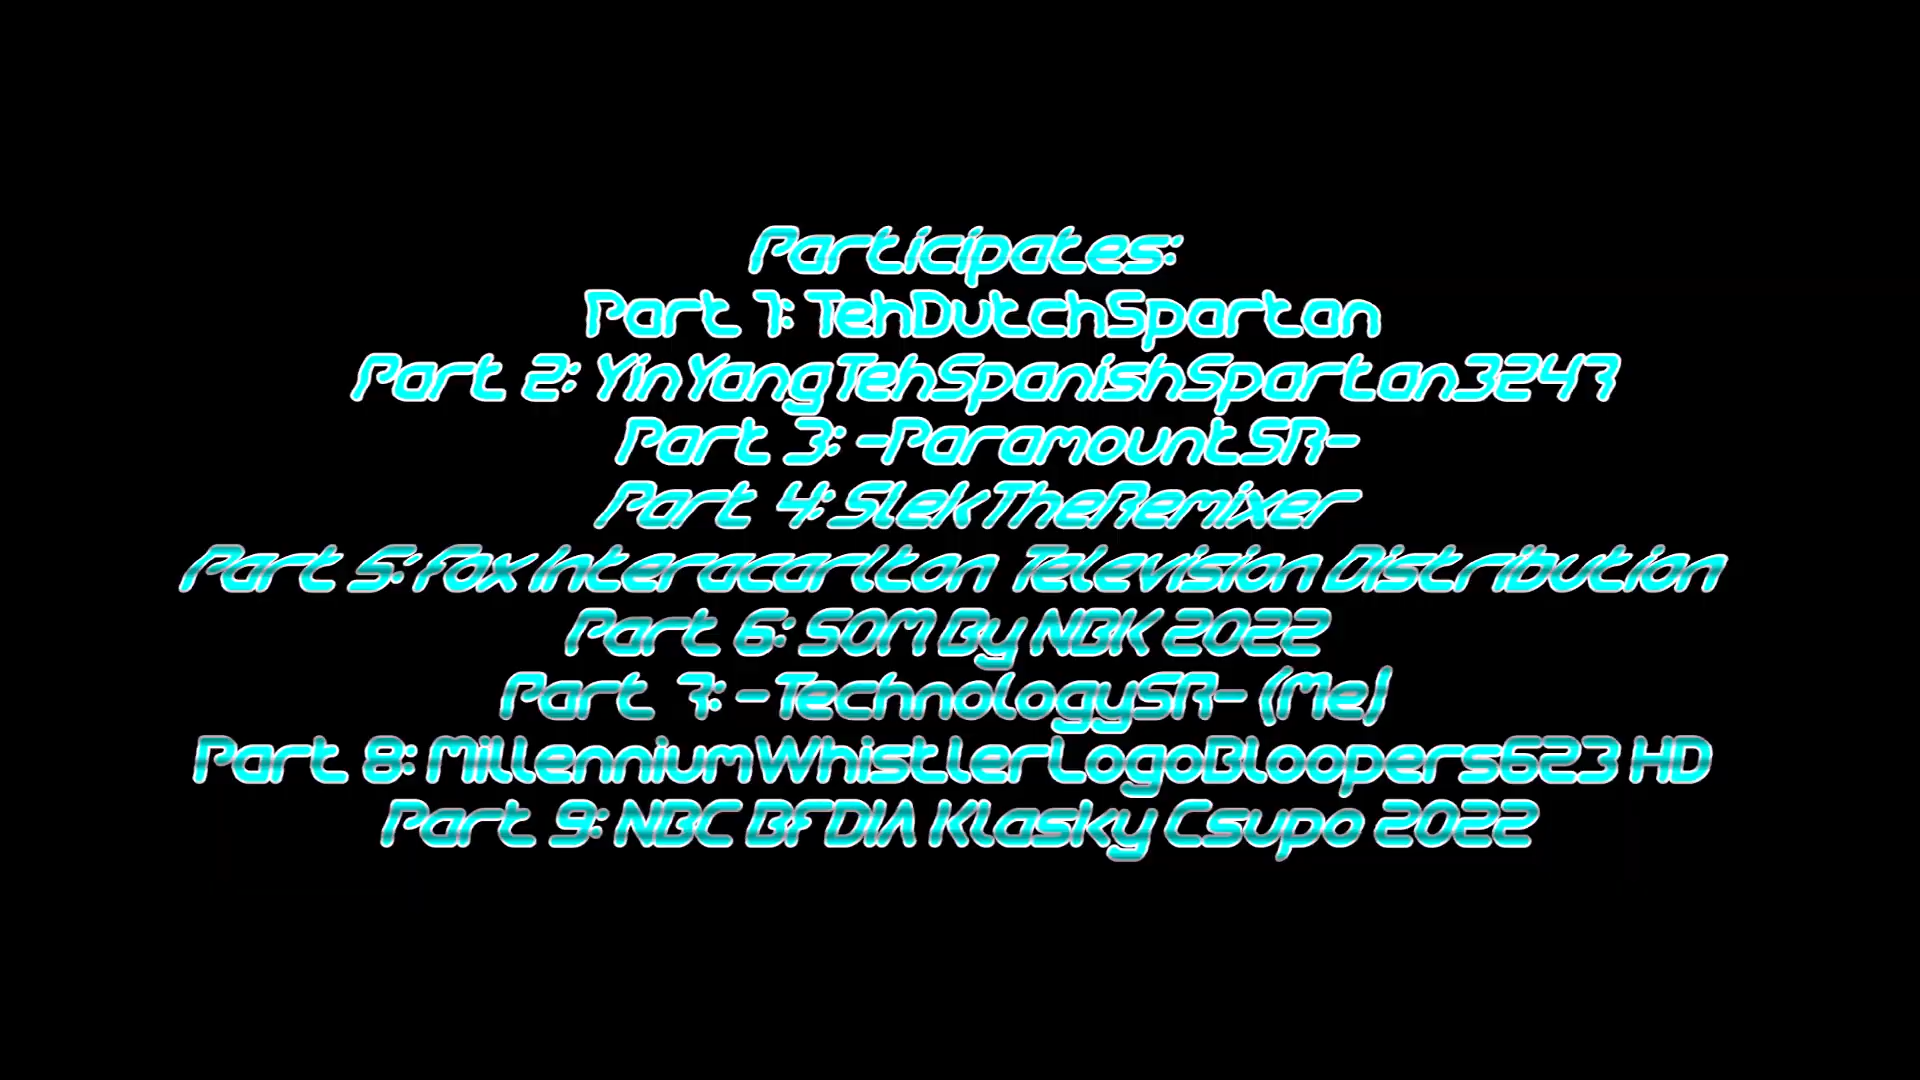 Participates:
Part 1: TehDutchSpartan
Part 2: YinYangTehSpanishSpartan3247
Part 3: -ParamountSR-
Part 4: SlekTheRemixer
Part 5: Fox Interacarlton Television Distribution
Part 6: SOM By NBK 2022
Part 7: -TechnologySR- (Me)
Part 8: MillenniumWhistlerLogoBloopers623 HD
Part 9: NBC BFDIA Klasky Csupo 2022